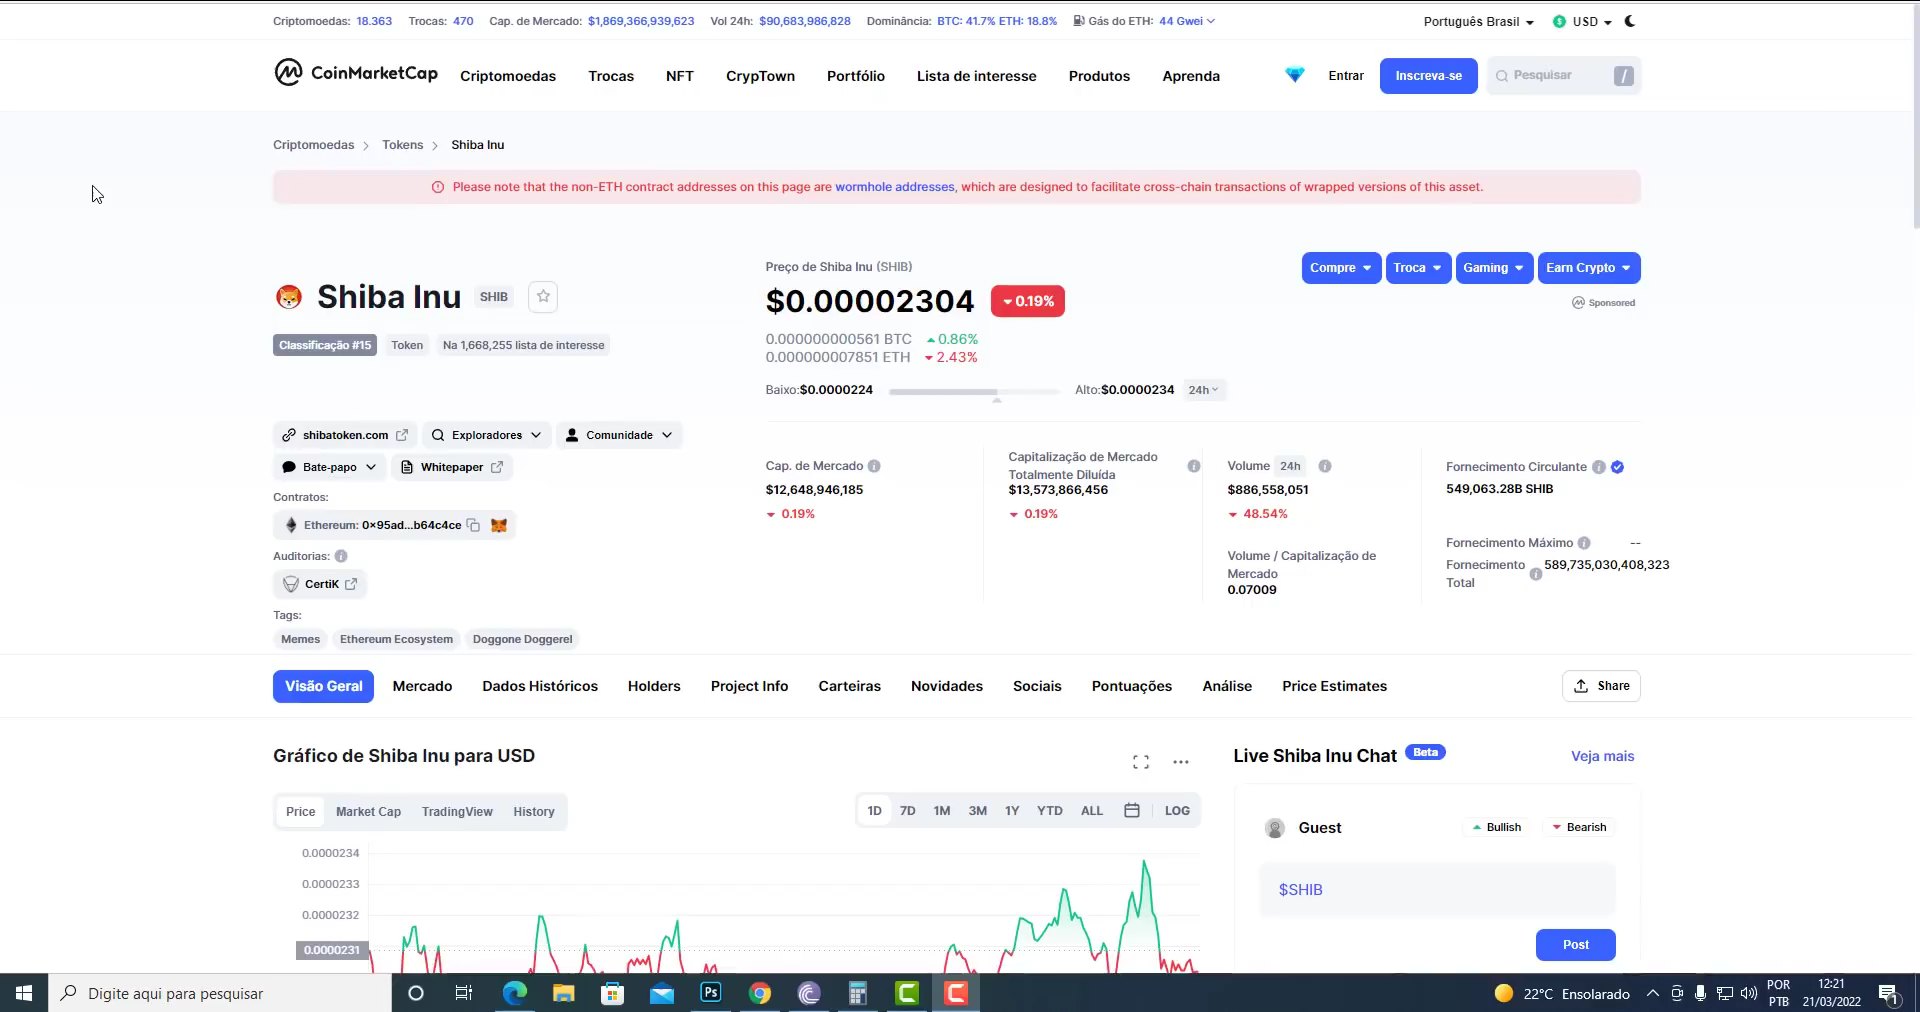 Criptomoedas: 18.363 Trocas: 470 Cap. de Mercado: $1,869,366,939,623 Vol 24h: $90,683,986,828 Dominância: BTC: 41.7% ETH: 18.8% Gás do ETH: 44 Gwei Português Brasil USD
CoinMarketCap Criptomoedas Trocas NFT CrypTown Portfólio Lista de interesse Produtos Aprenda Entrar Inscreva-se Pesquisar /
Criptomoedas > Tokens > Shiba Inu
Please note that the non-ETH contract addresses on this page are wormhole addresses, which are designed to facilitate cross-chain transactions of wrapped versions of this asset.
Preço de Shiba Inu (SHIB) Compre Troca Gaming Earn Crypto
Shiba Inu SHIB $0.00002304 0.19% Sponsored
0.000000000561 BTC 0.86%
Classificação #15 Token Na 1,668,255 lista de interesse
0.000000007851 ETH 2.43%
Baixo:$0.0000224 Alto:$0.0000234 24h
shibatoken.com Exploradores Comunidade
Bate-papo Whitepaper
Contratos:
Ethereum: 0x95ad...b64c4ce
Auditorias:
CertiK
Tags:
Memes Ethereum Ecosystem Doggone Doggerel
Cap. de Mercado
$12,648,946,185
0.19%
Capitalização de Mercado
Totalmente Diluída
$13,573,866,456
0.19%
Volume 24h
$886,558,051
48.54%
Volume / Capitalização de
Mercado
0.07009
Fornecimento Circulante
549,063.28B SHIB
Fornecimento Máximo --
Fornecimento
Total
589,735,030,408,323
Visão Geral Mercado Dados Históricos Holders Project Info Carteiras Novidades Sociais Pontuações Análise Price Estimates Share
Gráfico de Shiba Inu para USD
Price Market Cap TradingView History 1D 7D 1M 3M 1Y YTD ALL LOG
0.0000234
0.0000233
0.0000232
0.0000231
Live Shiba Inu Chat Beta Veja mais
Guest Bullish Bearish
$SHIB
Post
Digite aqui para pesquisar Ps 22°C Ensolarado
POR
PTB
12:21
21/03/2022
1